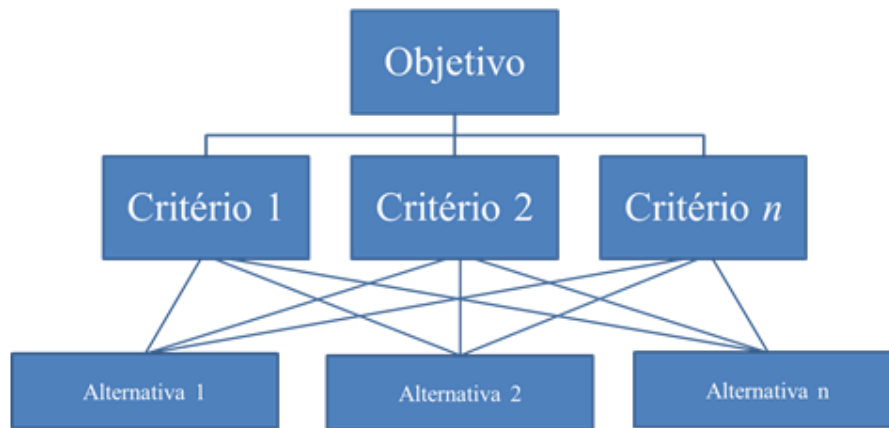 Objetivo
Critério 1
Critério 2
Critério n
Alternativa 1
Alternativa 2
Alternativa n